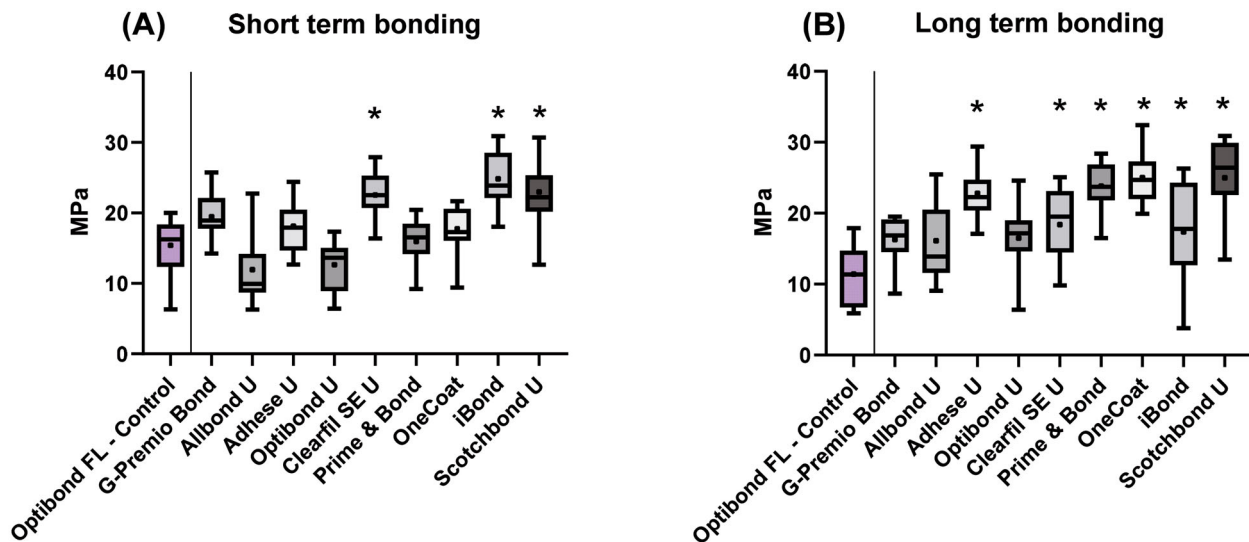 (A) Short term bonding
MPa
40
30
20
10
0
* * *
Optibond FL - Control
G-Premio Bond
Allbond U
Adhese U
Optibond U
Clearfil SE U
Prime & Bond
OneCoat
iBond
Scotchbond U
(B) Long term bonding
MPa
40
30
20
10
0
* * * * * *
Optibond FL - Control
G-Premio Bond
Allbond U
Adhese U
Optibond U
Clearfil SE U
Prime & Bond
OneCoat
iBond
Scotchbond U